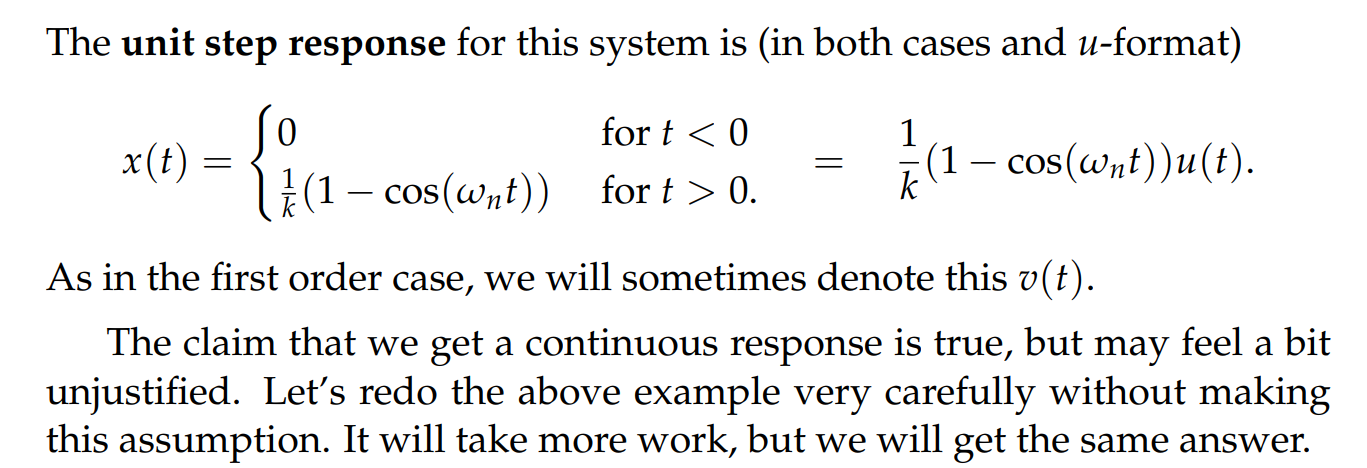 The unit step response for this system is (in both cases and u-format)
x(t) = { 0 for t < 0; 1/k (1 − cos(ωₙt)) for t > 0. = 1/k (1 − cos(ωₙt))u(t).
As in the first order case, we will sometimes denote this v(t).
The claim that we get a continuous response is true, but may feel a bit
unjustified. Let's redo the above example very carefully without making
this assumption. It will take more work, but we will get the same answer.